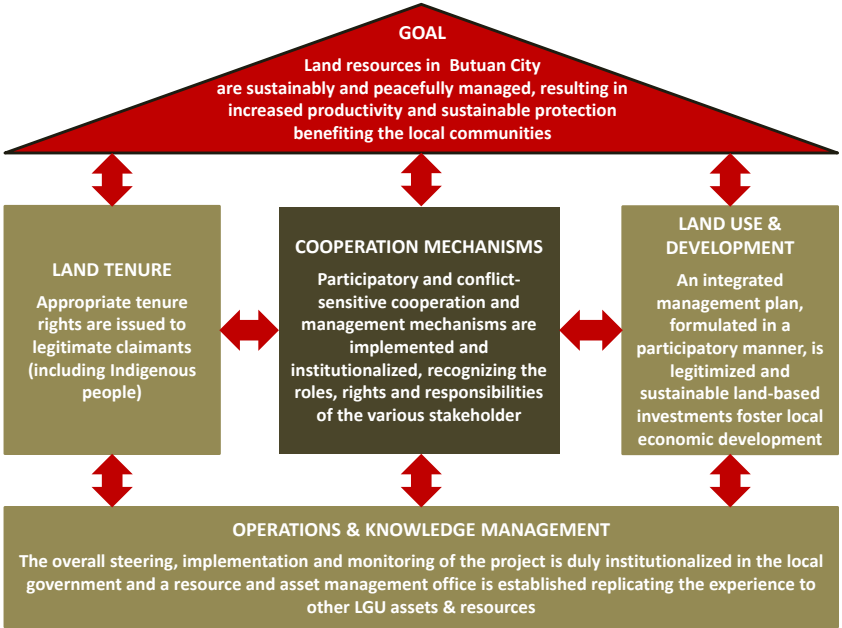 GOAL
Land resources in Butuan City
are sustainably and peacefully managed, resulting in
increased productivity and sustainable protection
benefiting the local communities
LAND TENURE
Appropriate tenure
rights are issued to
legitimate claimants
(including Indigenous
people)
COOPERATION MECHANISMS
Participatory and conflict-
sensitive cooperation and
management mechanisms are
implemented and
institutionalized, recognizing the
roles, rights and responsibilities
of the various stakeholder
LAND USE &
DEVELOPMENT
An integrated
management plan,
formulated in a
participatory manner, is
legitimized and
sustainable land-based
investments foster local
economic development
OPERATIONS & KNOWLEDGE MANAGEMENT
The overall steering, implementation and monitoring of the project is duly institutionalized in the local
government and a resource and asset management office is established replicating the experience to
other LGU assets & resources